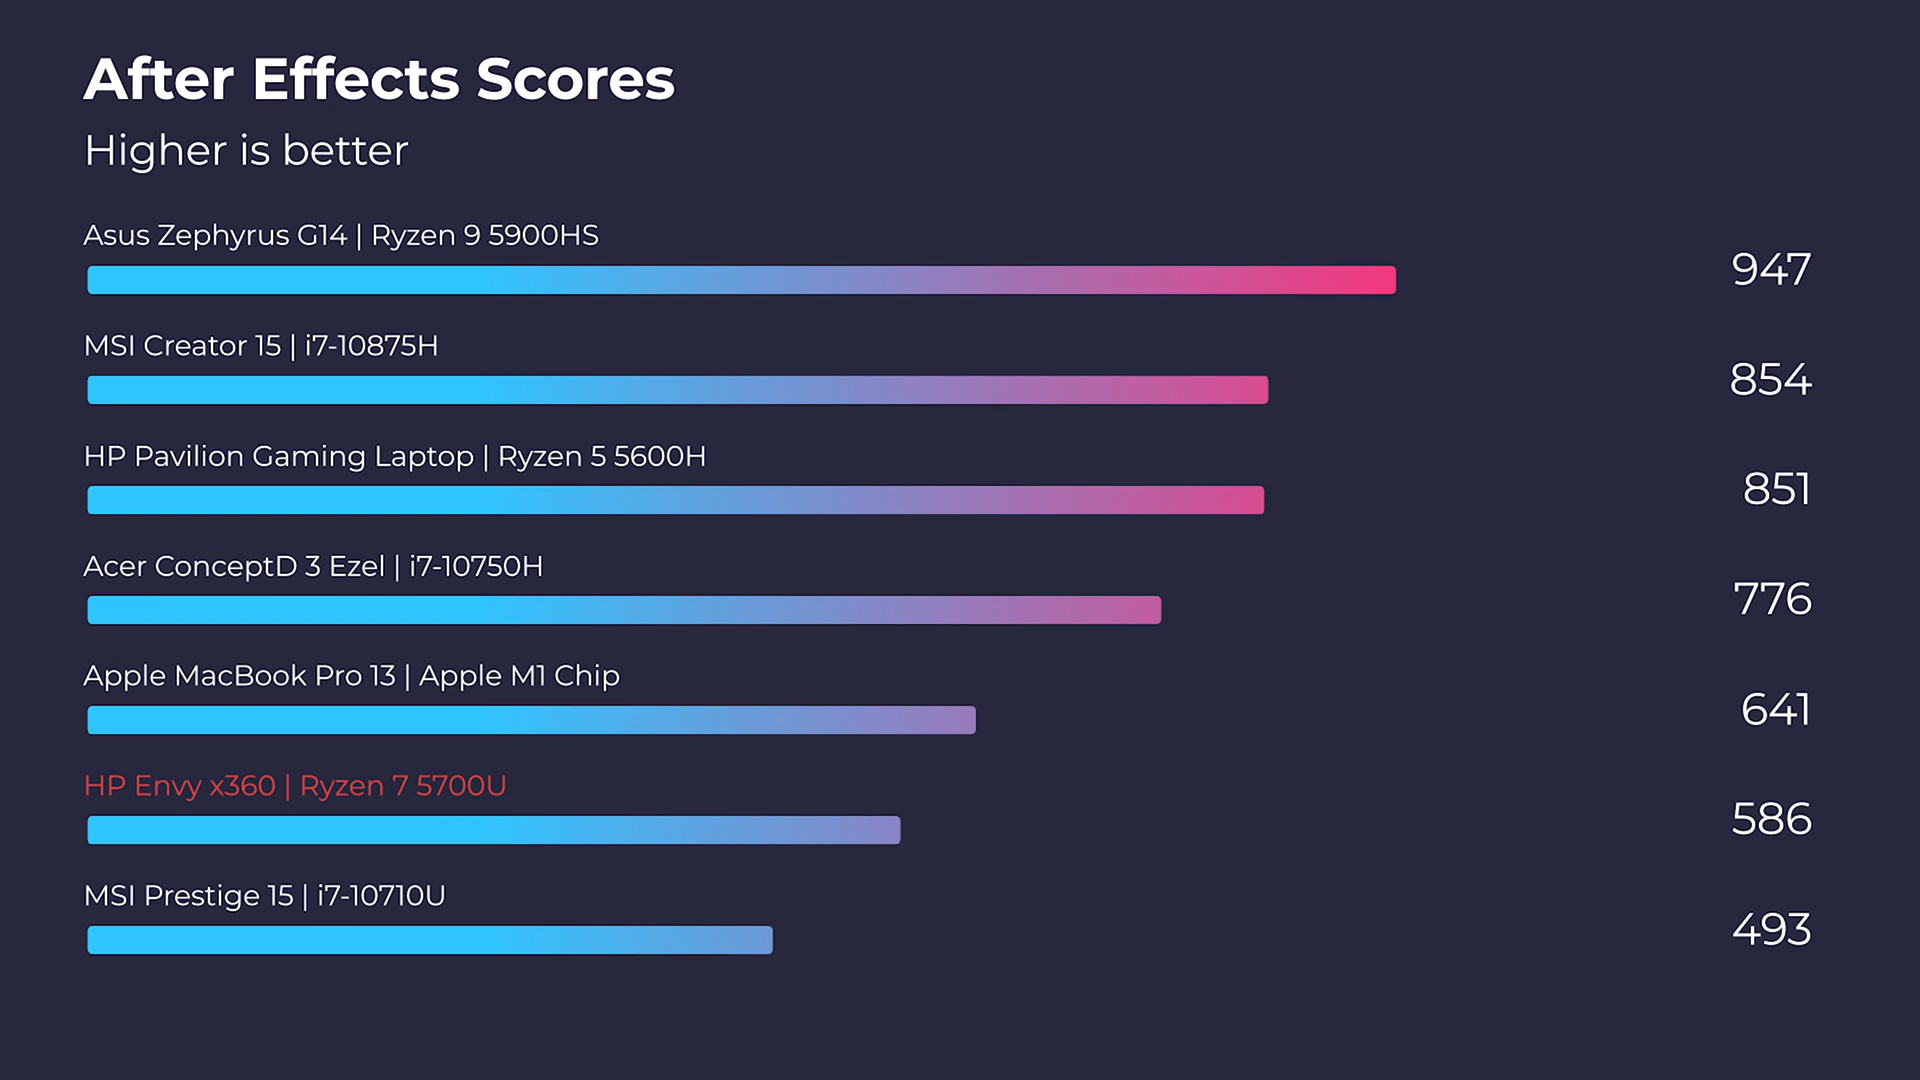 After Effects Scores
Higher is better
Asus Zephyrus G14 | Ryzen 9 5900HS
947
MSI Creator 15 | i7-10875H
854
HP Pavilion Gaming Laptop | Ryzen 5 5600H
851
Acer ConceptD 3 Ezel | i7-10750H
776
Apple MacBook Pro 13 | Apple M1 Chip
641
HP Envy x360 | Ryzen 7 5700U
586
MSI Prestige 15 | i7-10710U
493